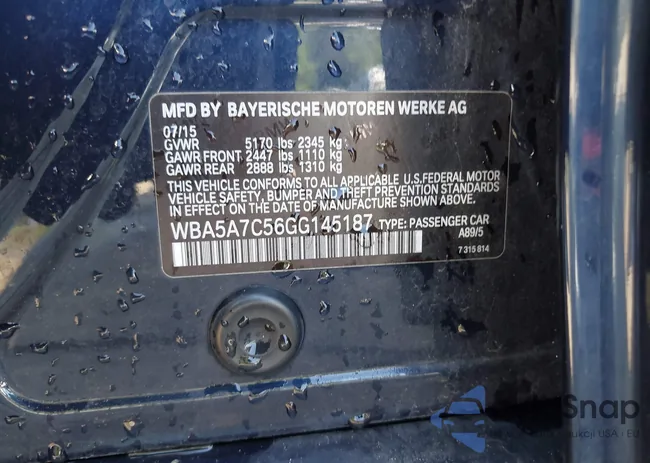 MFD BY BAYERISCHE MOTOREN WERKE AG
07/15
GVWR 5170 lbs 2345 kg
GAWR FRONT 2447 lbs 1110 kg
GAWR REAR 2888 lbs 1310 kg
THIS VEHICLE CONFORMS TO ALL APPLICABLE U.S.FEDERAL MOTOR
VEHICLE SAFETY, BUMPER AND THEFT PREVENTION STANDARDS
IN EFFECT ON THE DATE OF MANUFACTURE SHOWN ABOVE.
WBA5A7C56GG145187 TYPE: PASSENGER CAR
A89/5
7 315 814
Snap